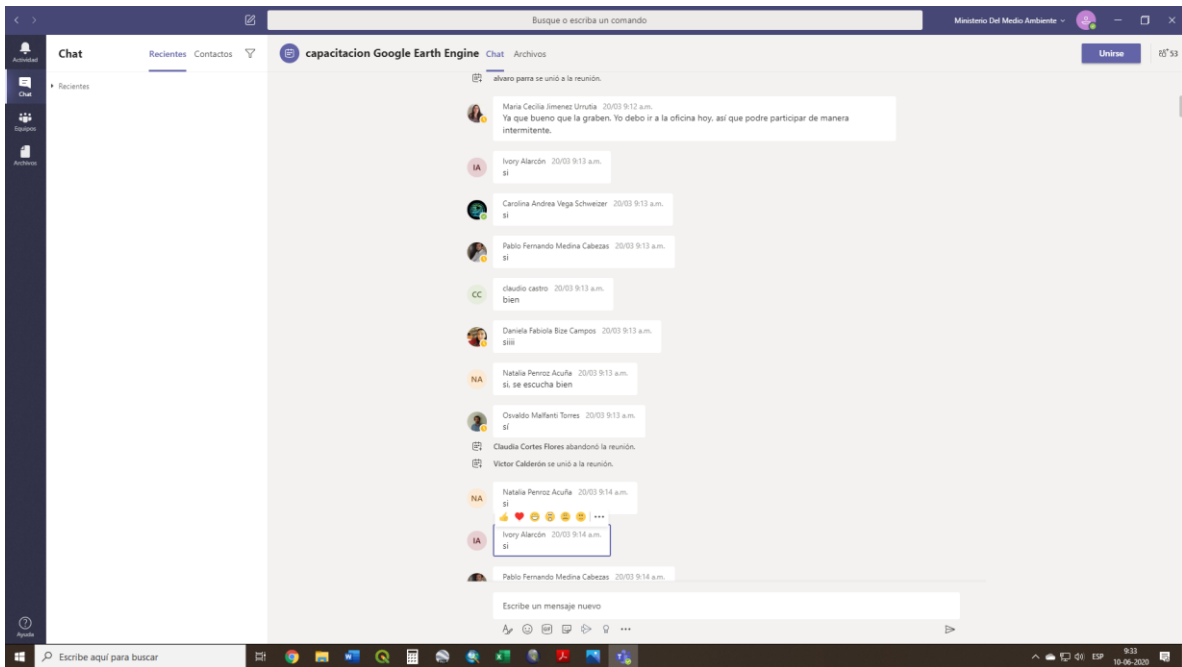 Busque o escriba un comando
Ministerio Del Medio Ambiente
Actividad
Chat
Equipos
Archivos
Ayuda
Chat
Recientes Contactos
Recientes
capacitacion Google Earth Engine Chat Archivos
Unirse
53
alvaro parra se unió a la reunión.
Maria Cecilia Jimenez Urrutia 20/03 9:12 a.m.
Ya que bueno que la graben. Yo debo ir a la oficina hoy, así que podre participar de manera
intermitente.
IA
Ivory Alarcón 20/03 9:13 a.m.
si
Carolina Andrea Vega Schweizer 20/03 9:13 a.m.
si
Pablo Fernando Medina Cabezas 20/03 9:13 a.m.
si
CC
claudio castro 20/03 9:13 a.m.
bien
Daniela Fabiola Bize Campos 20/03 9:13 a.m.
siiii
NA
Natalia Penroz Acuña 20/03 9:13 a.m.
si, se escucha bien
Osvaldo Malfanti Torres 20/03 9:13 a.m.
sí
Claudia Cortes Flores abandonó la reunión.
Victor Calderón se unió a la reunión.
NA
Natalia Penroz Acuña 20/03 9:14 a.m.
si
IA
Ivory Alarcón 20/03 9:14 a.m.
si
Pablo Fernando Medina Cabezas 20/03 9:14 a.m.
Escribe un mensaje nuevo
GIF
Escribe aquí para buscar
ESP
9:33
10-06-2020